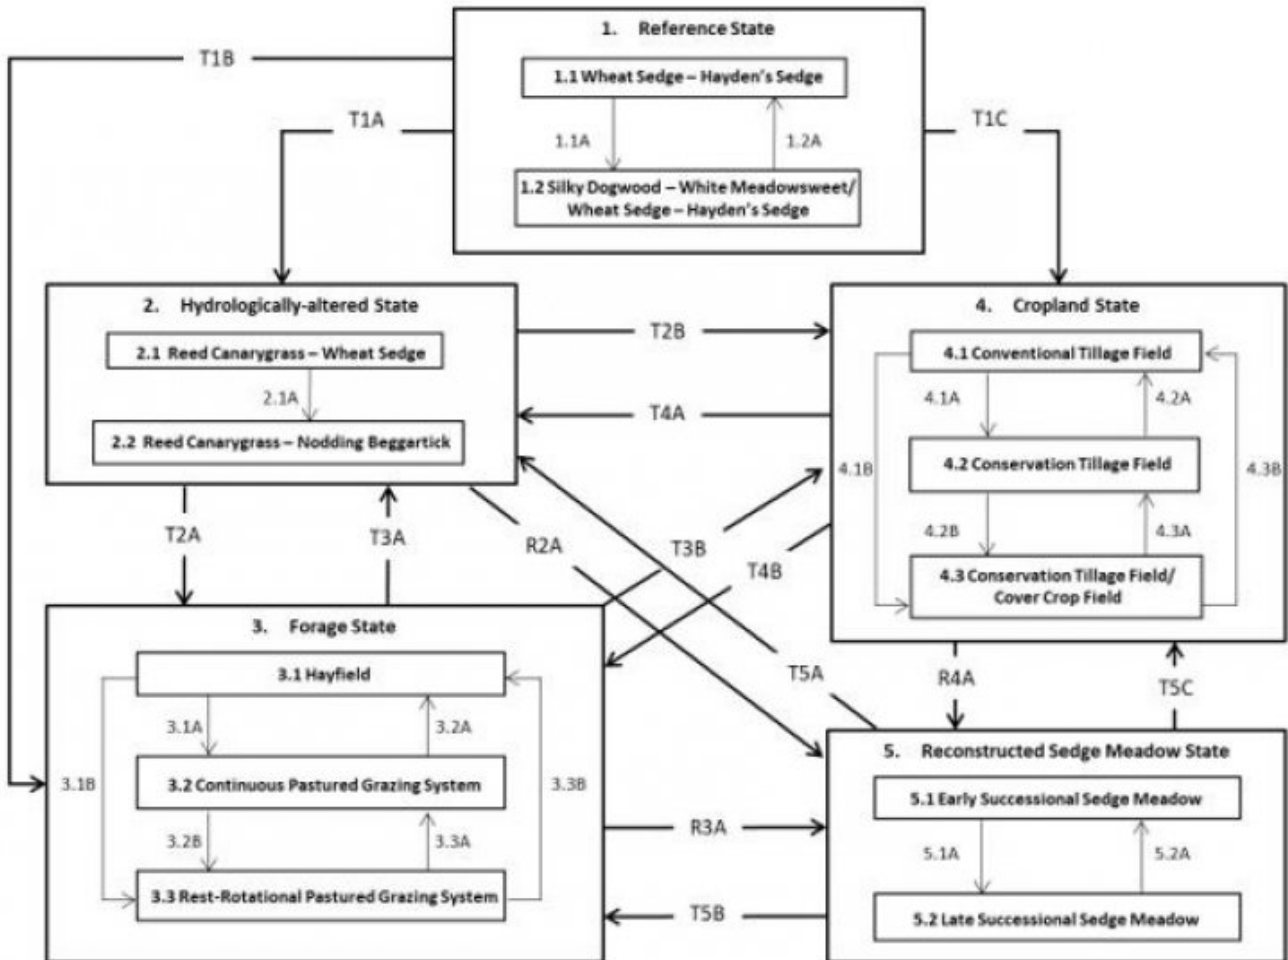 1. Reference State
T1B
1.1 Wheat Sedge – Hayden's Sedge
T1A
T1C
1.1A
1.2A
1.2 Silky Dogwood – White Meadowsweet/
Wheat Sedge – Hayden's Sedge
2. Hydrologically-altered State
2.1 Reed Canarygrass – Wheat Sedge
2.1A
2.2 Reed Canarygrass – Nodding Beggartick
T2B
T4A
4. Cropland State
4.1 Conventional Tillage Field
4.1A
4.2A
4.2 Conservation Tillage Field
4.1B
4.3B
4.2B
4.3A
4.3 Conservation Tillage Field/
Cover Crop Field
T2A
T3A
R2A
T3B
T4B
3. Forage State
3.1 Hayfield
3.1A
3.2A
3.2 Continuous Pastured Grazing System
3.1B
3.3B
3.2B
3.3A
3.3 Rest-Rotational Pastured Grazing System
T5A
R4A
T5C
R3A
T5B
5. Reconstructed Sedge Meadow State
5.1 Early Successional Sedge Meadow
5.1A
5.2A
5.2 Late Successional Sedge Meadow